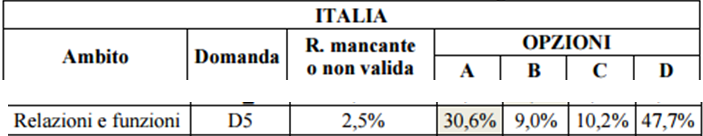 ITALIA
Ambito Domanda R. mancante o non valida OPZIONI
A B C D
Relazioni e funzioni D5 2,5% 30,6% 9,0% 10,2% 47,7%